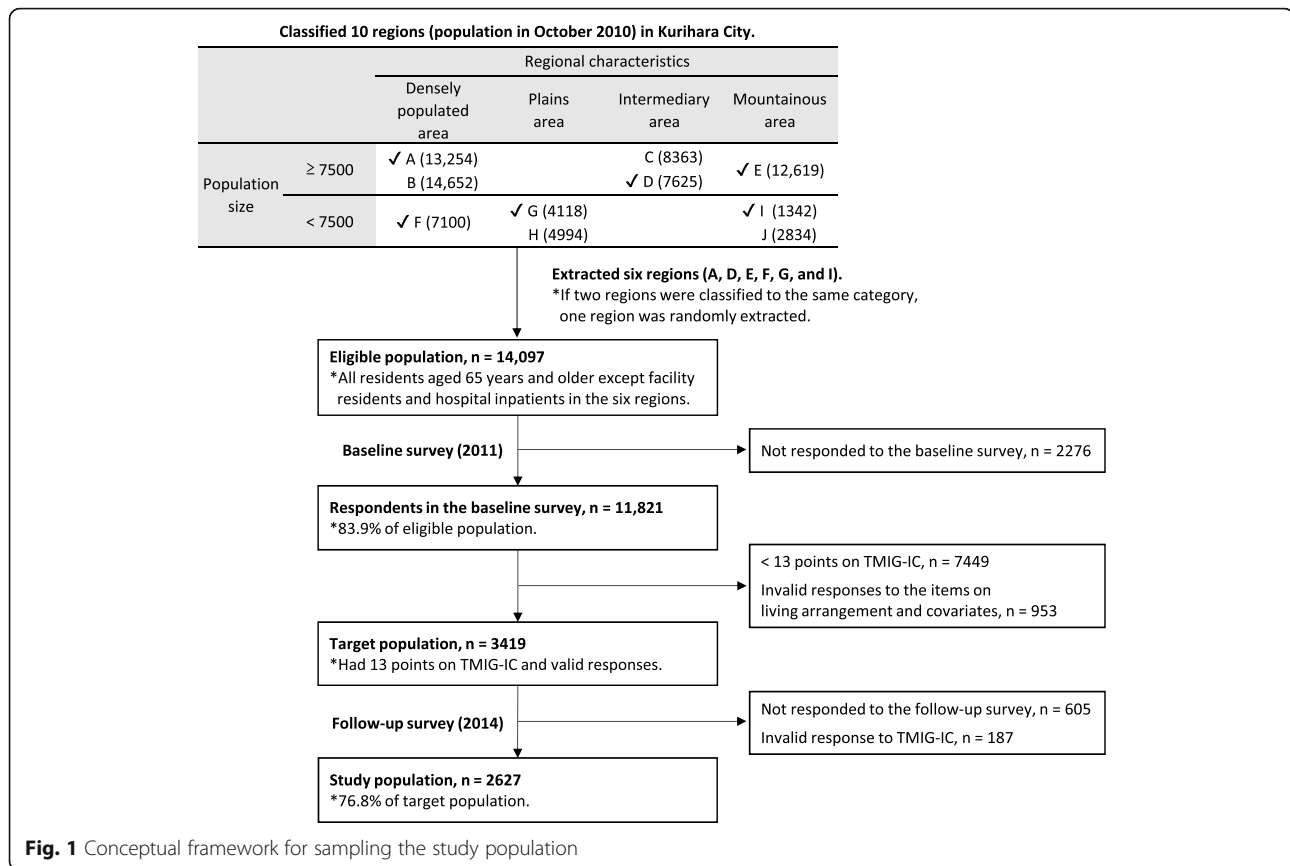 Classified 10 regions (population in October 2010) in Kurihara City.
Regional characteristics
Densely
populated
area
Plains
area
Intermediary
area
Mountainous
area
Population
size
≥ 7500
✓ A (13,254)
B (14,652)
C (8363)
✓ D (7625)
✓ E (12,619)
< 7500
✓ F (7100)
✓ G (4118)
H (4994)
✓ I (1342)
J (2834)
Extracted six regions (A, D, E, F, G, and I).
*If two regions were classified to the same category,
one region was randomly extracted.
Eligible population, n = 14,097
*All residents aged 65 years and older except facility
residents and hospital inpatients in the six regions.
Baseline survey (2011)
Not responded to the baseline survey, n = 2276
Respondents in the baseline survey, n = 11,821
*83.9% of eligible population.
< 13 points on TMIG-IC, n = 7449
Invalid responses to the items on
living arrangement and covariates, n = 953
Target population, n = 3419
*Had 13 points on TMIG-IC and valid responses.
Follow-up survey (2014)
Not responded to the follow-up survey, n = 605
Invalid response to TMIG-IC, n = 187
Study population, n = 2627
*76.8% of target population.
Fig. 1 Conceptual framework for sampling the study population